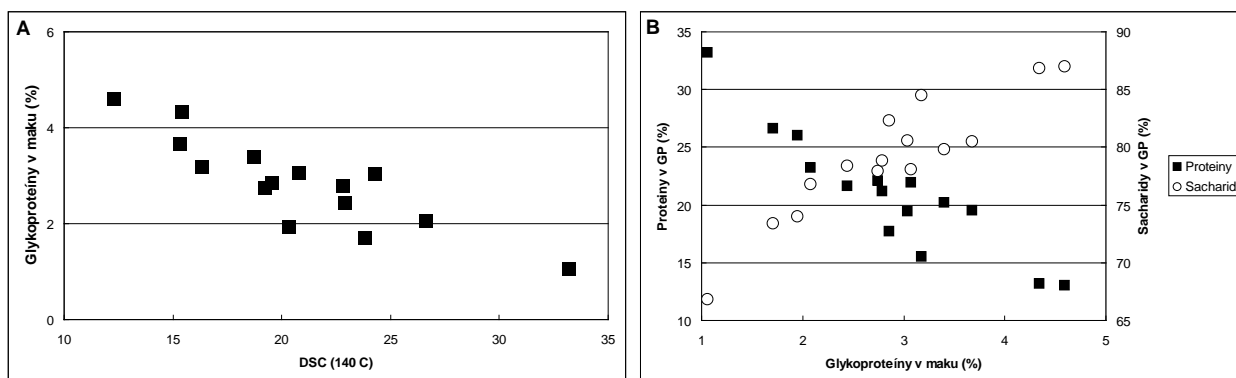 A
Glykoproteíny v maku (%)
6
4
2
0
10 15 20 25 30 35
DSC (140 C)
B
Proteiny v GP (%)
35
30
25
20
15
10
1 2 3 4 5
Glykoproteíny v maku (%)
90
85
80
75
70
65
Sacharidy v GP (%)
Proteiny
Sacharid